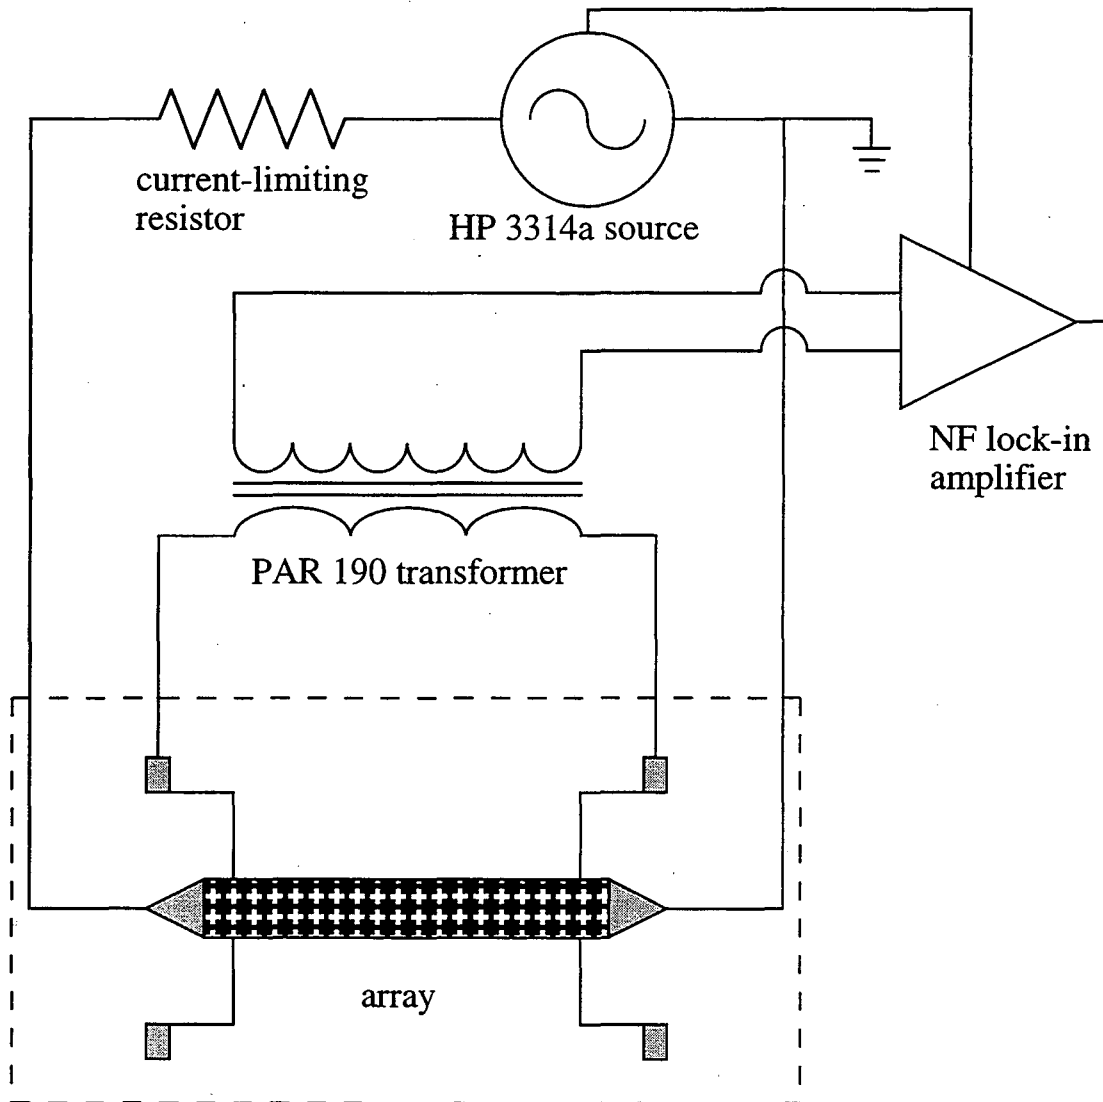 current-limiting
resistor
HP 3314a source
NF lock-in
amplifier
PAR 190 transformer
array